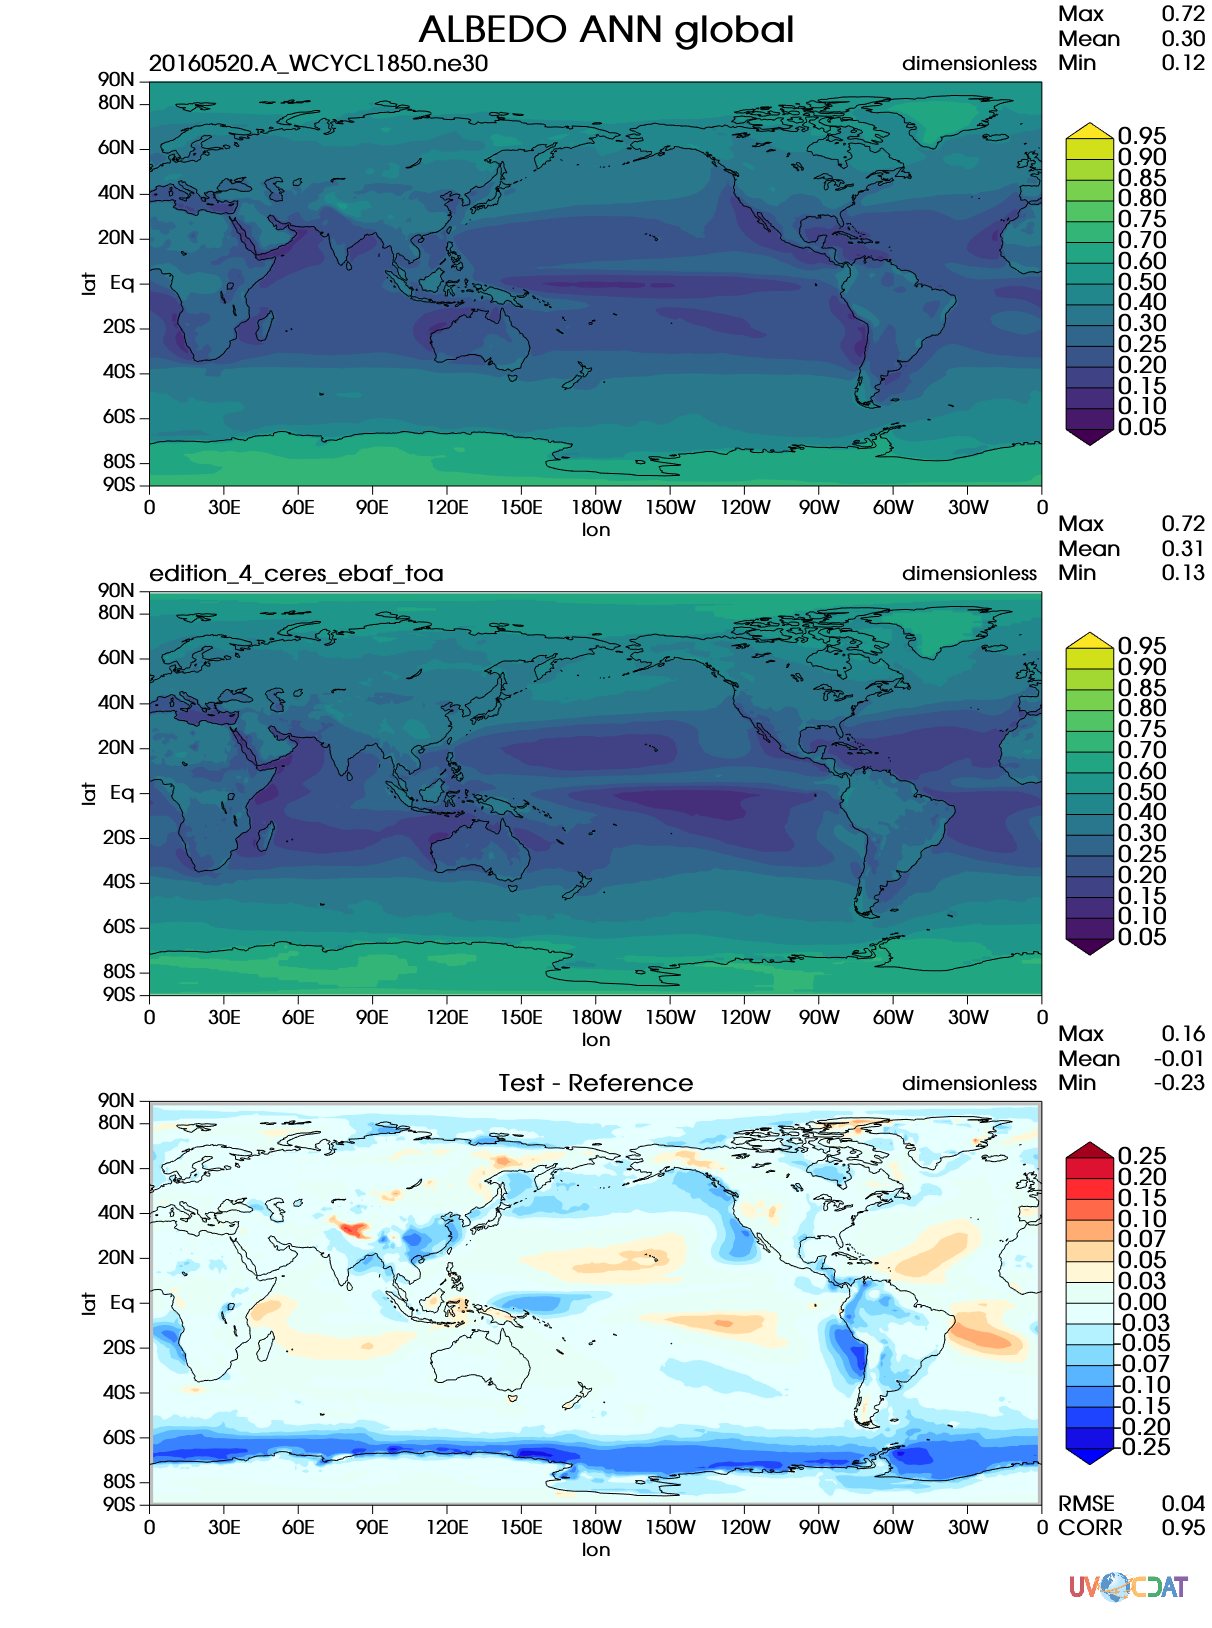 ALBEDO ANN global
Max 0.72
Mean 0.30
Min 0.12
20160520.A_WCYCL1850.ne30 dimensionless
90N
80N
60N
40N
20N
Eq
20S
40S
60S
80S
90S
lat
0 30E 60E 90E 120E 150E 180W 150W 120W 90W 60W 30W 0
lon
0.95
0.90
0.85
0.80
0.75
0.70
0.60
0.50
0.40
0.30
0.25
0.20
0.15
0.10
0.05
Max 0.72
Mean 0.31
Min 0.13
edition_4_ceres_ebaf_toa dimensionless
90N
80N
60N
40N
20N
Eq
20S
40S
60S
80S
90S
lat
0 30E 60E 90E 120E 150E 180W 150W 120W 90W 60W 30W 0
lon
0.95
0.90
0.85
0.80
0.75
0.70
0.60
0.50
0.40
0.30
0.25
0.20
0.15
0.10
0.05
Max 0.16
Mean -0.01
Min -0.23
Test - Reference dimensionless
90N
80N
60N
40N
20N
Eq
20S
40S
60S
80S
90S
lat
0 30E 60E 90E 120E 150E 180W 150W 120W 90W 60W 30W 0
lon
0.25
0.20
0.15
0.10
0.07
0.05
0.03
0.00
-0.03
-0.05
-0.07
-0.10
-0.15
-0.20
-0.25
RMSE 0.04
CORR 0.95
UV CDAT